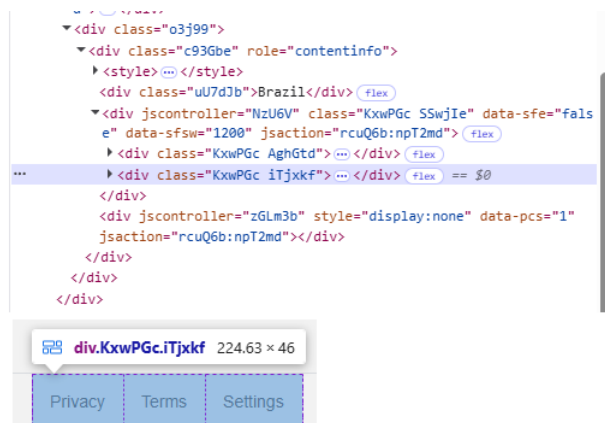 ▼<div class="o3j99">
▼<div class="c93Gbe" role="contentinfo">
▶<style>⋯</style>
<div class="uU7dJb">Brazil</div> flex
▼<div jscontroller="NzU6V" class="KxwPGc SSwjIe" data-sfe="fals
e" data-sfsw="1200" jsaction="rcuQ6b:npT2md"> flex
▶<div class="KxwPGc AghGtd">⋯</div> flex
⋯ ▶<div class="KxwPGc iTjxkf">⋯</div> flex == $0
</div>
<div jscontroller="zGLm3b" style="display:none" data-pcs="1"
jsaction="rcuQ6b:npT2md"></div>
</div>
</div>
</div>
div.KxwPGc.iTjxkf 224.63 × 46
Privacy Terms Settings